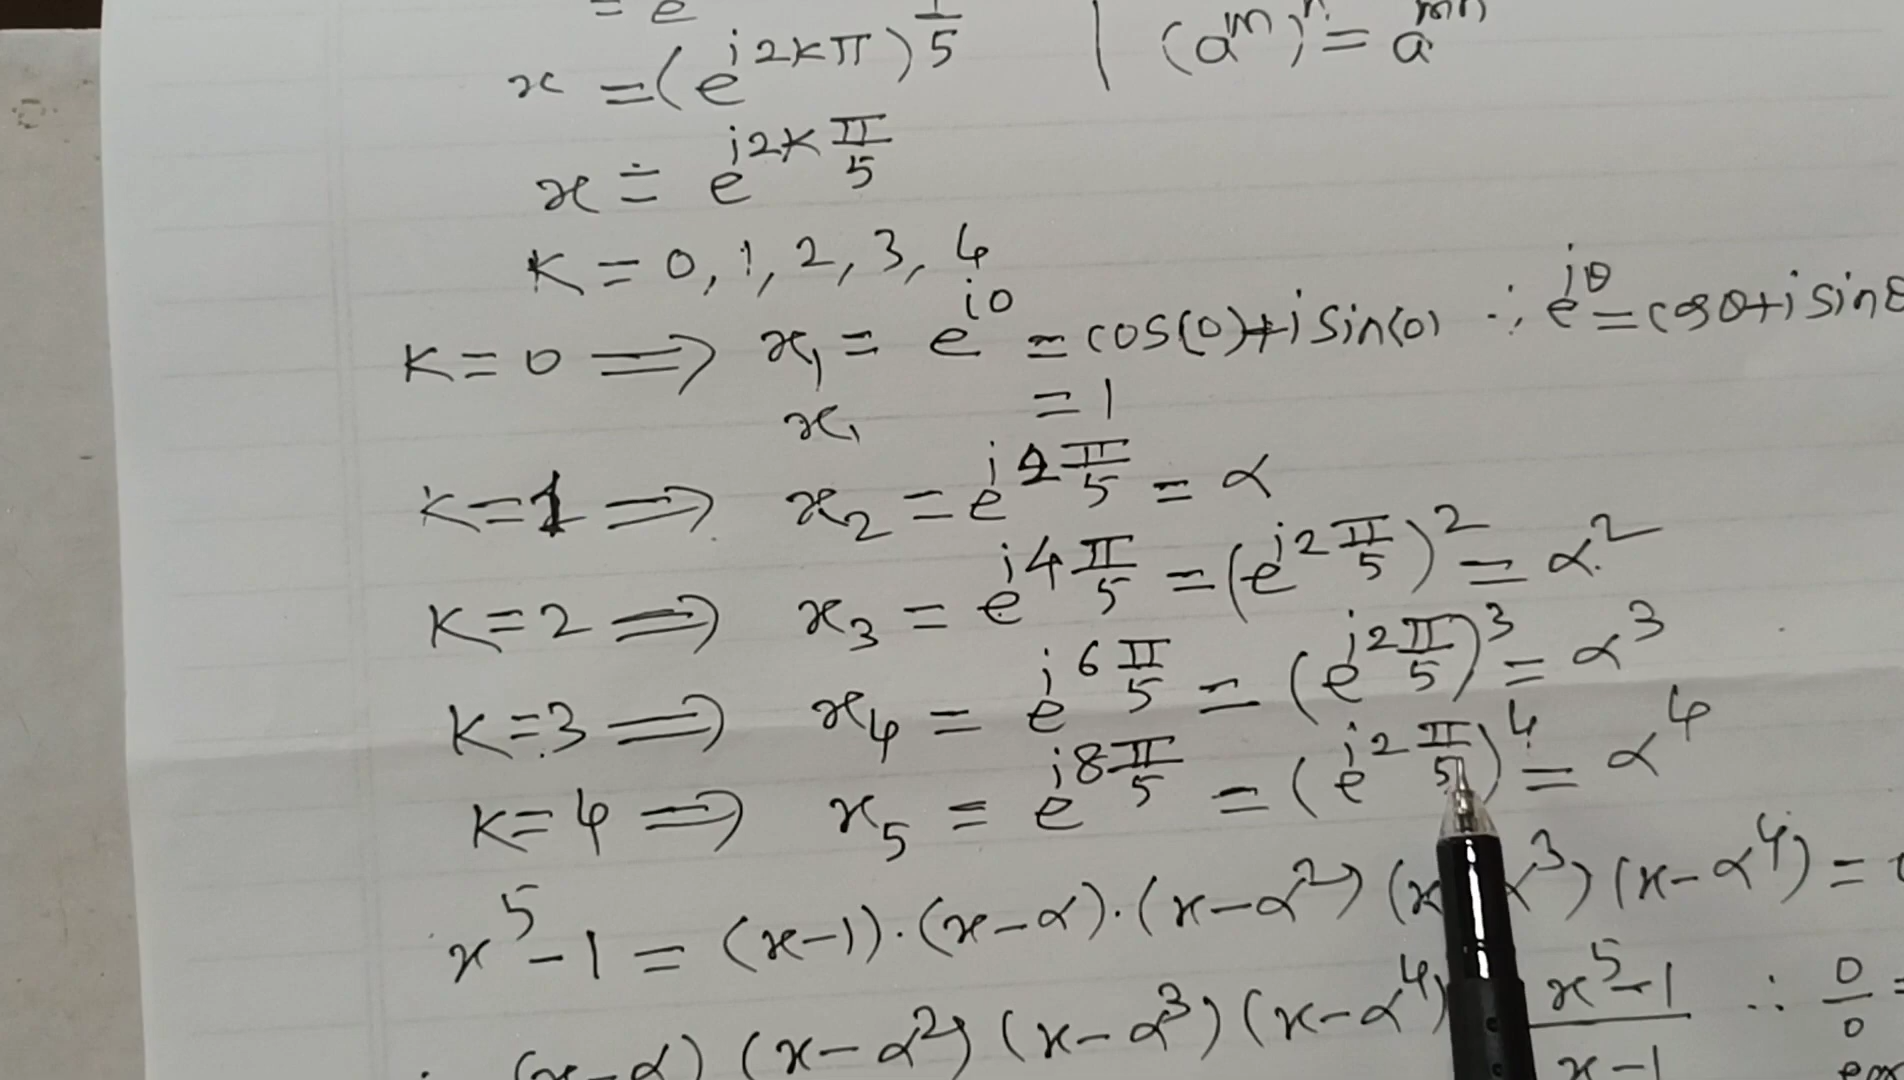 = e
x = (e^{i2kπ})^{1/5} | (a^m)^n = a^{mn}
x = e^{i2kπ/5}
K = 0, 1, 2, 3, 4
K = 0 ⟹ x₁ = e^{i0} = cos(0) + i sin(0) ∵ e^{iθ} = cosθ + i sinθ
x₁ = 1
K = 1 ⟹ x₂ = e^{i2π/5} = α
K = 2 ⟹ x₃ = e^{i4π/5} = (e^{i2π/5})² = α²
K = 3 ⟹ x₄ = e^{i6π/5} = (e^{i2π/5})³ = α³
K = 4 ⟹ x₅ = e^{i8π/5} = (e^{i2π/5})⁴ = α⁴
x⁵ - 1 = (x-1)·(x-α)·(x-α²)(x α³)(x-α⁴) =
(x-α)(x-α²)(x-α³)(x-α⁴) x⁵-1 / x-1 ∴ 0/0 =